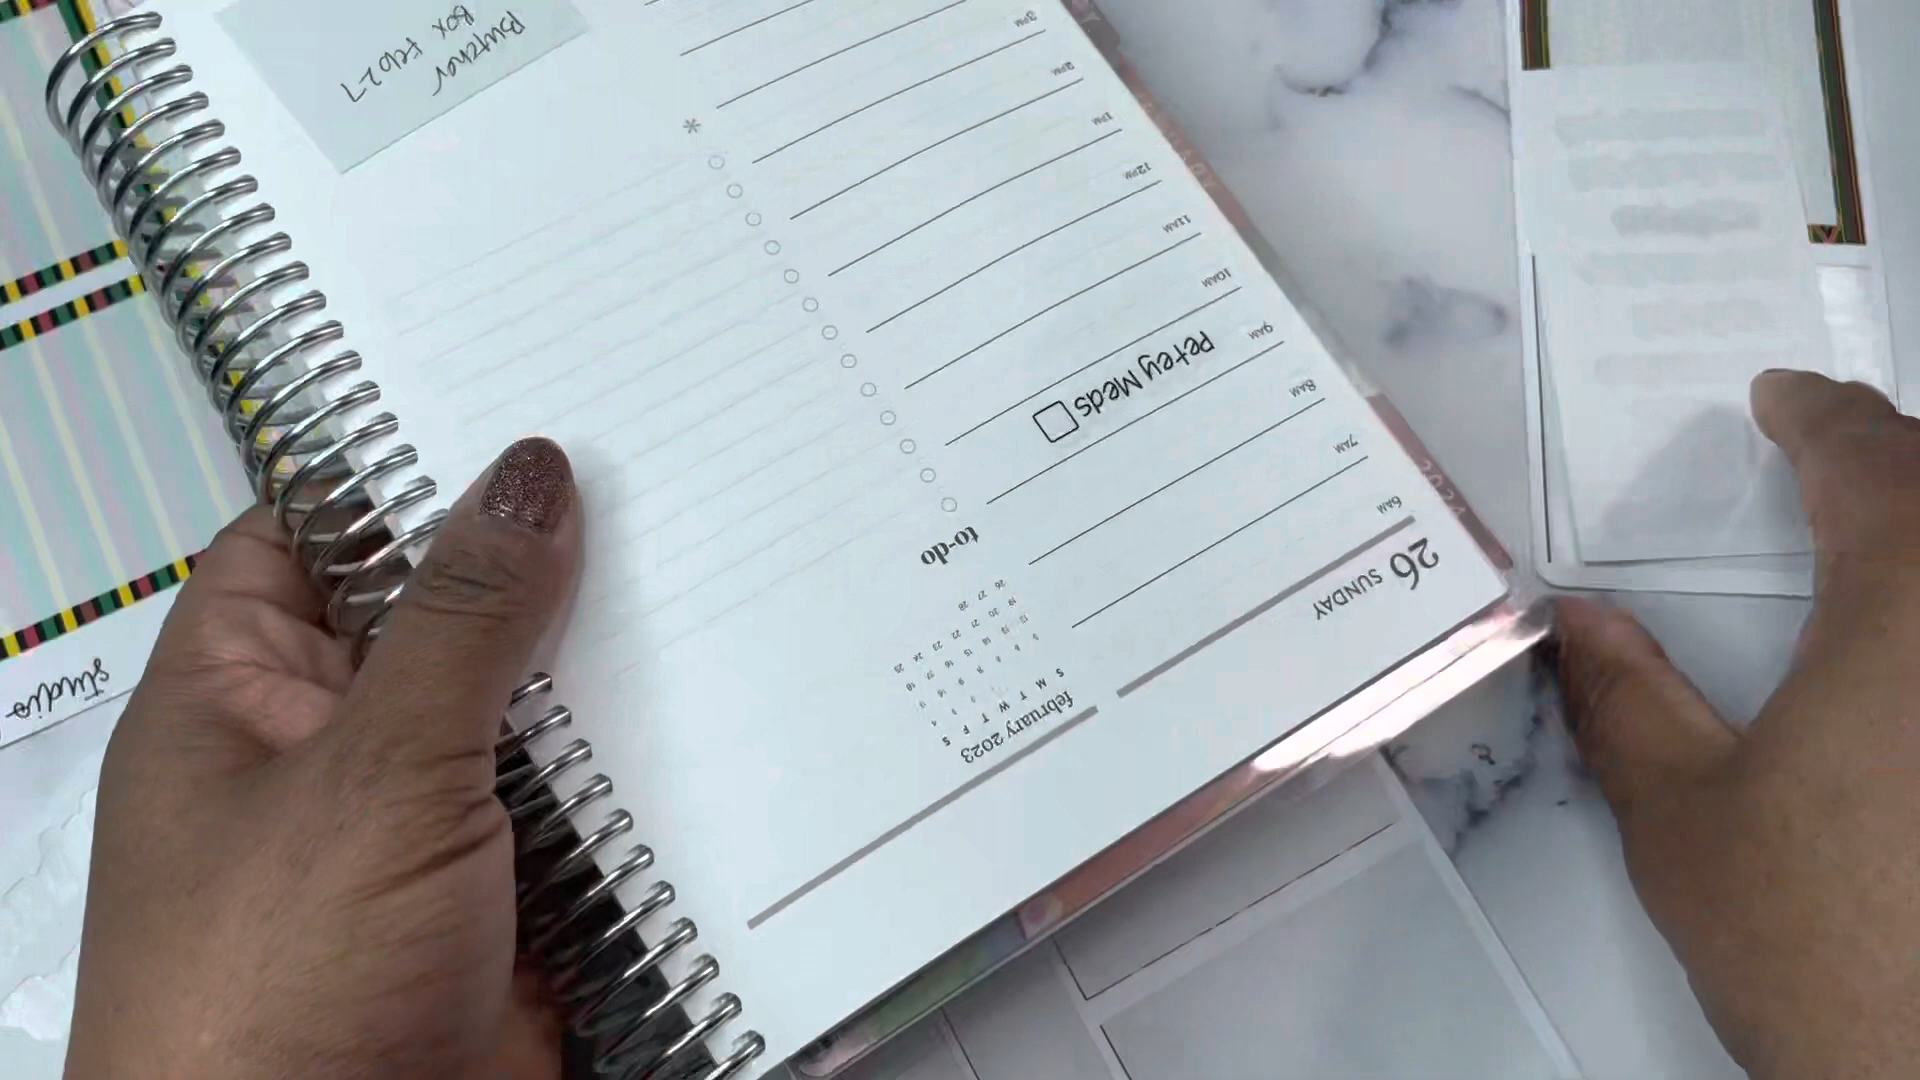 26 SUNDAY
february 2023
S M T W T F S
to-do
6AM
7AM
8AM
9AM
Petey Meds
10AM
11AM
12PM
1PM
2PM
3PM
Butcher
Box Feb 27
studio